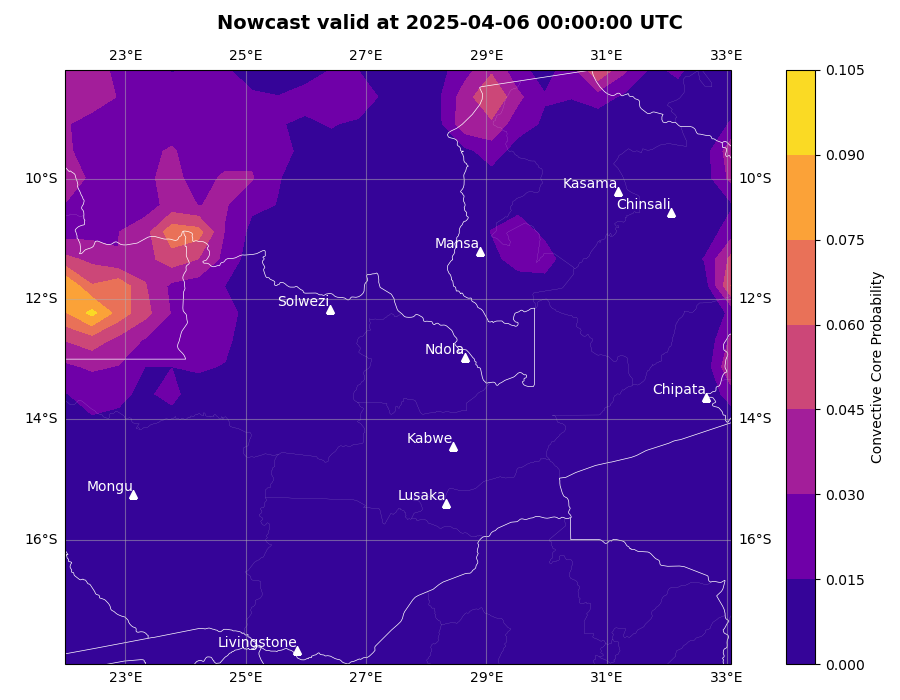 Nowcast valid at 2025-04-06 00:00:00 UTC
23°E 25°E 27°E 29°E 31°E 33°E
0.105
0.090
10°S 10°S
Kasama
Chinsali
0.075
Mansa
12°S 12°S
Solwezi
0.060
Ndola
Chipata
0.045
14°S 14°S
Kabwe
Mongu
Lusaka
0.030
16°S 16°S
0.015
Livingstone
0.000
23°E 25°E 27°E 29°E 31°E 33°E
Convective Core Probability